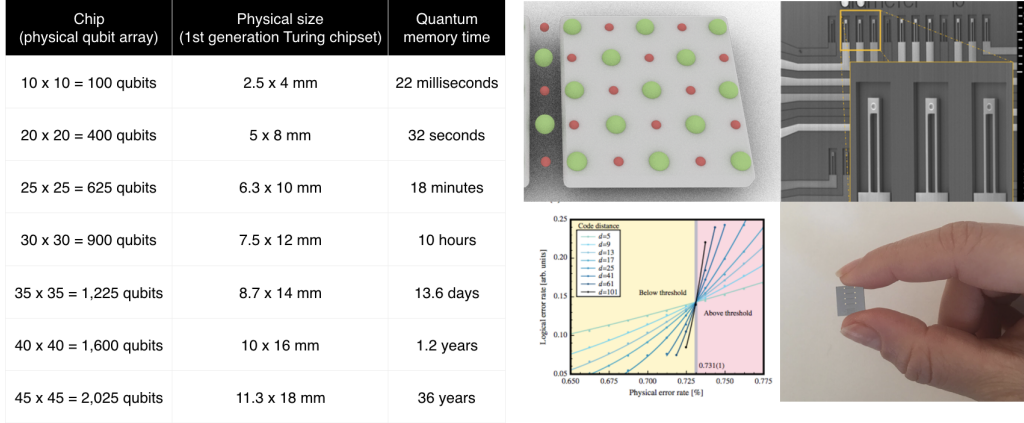 Chip
(physical qubit array)
Physical size
(1st generation Turing chipset)
Quantum
memory time
10 x 10 = 100 qubits
2.5 x 4 mm
22 milliseconds
20 x 20 = 400 qubits
5 x 8 mm
32 seconds
25 x 25 = 625 qubits
6.3 x 10 mm
18 minutes
30 x 30 = 900 qubits
7.5 x 12 mm
10 hours
35 x 35 = 1,225 qubits
8.7 x 14 mm
13.6 days
40 x 40 = 1,600 qubits
10 x 16 mm
1.2 years
45 x 45 = 2,025 qubits
11.3 x 18 mm
36 years
Logical error rate [arb. units]
0.25
0.20
0.15
0.10
0.05
Code distance
d=5
d=9
d=13
d=17
d=25
d=41
d=61
d=101
Below threshold
Above threshold
0.731(1)
0.650
0.675
0.700
0.725
0.750
0.775
Physical error rate [%]